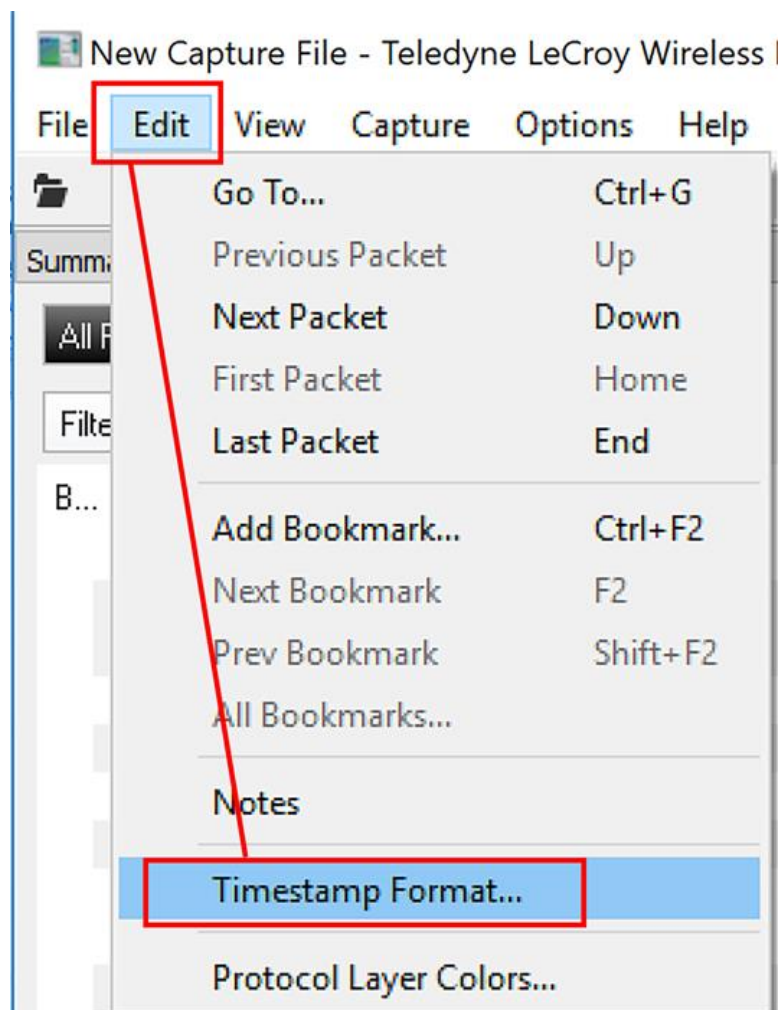 New Capture File - Teledyne LeCroy Wireless
File Edit View Capture Options Help
Go To... Ctrl+G
Summa
Previous Packet Up
Next Packet Down
All
First Packet Home
Filte
Last Packet End
B...
Add Bookmark... Ctrl+F2
Next Bookmark F2
Prev Bookmark Shift+F2
All Bookmarks...
Notes
Timestamp Format...
Protocol Layer Colors...